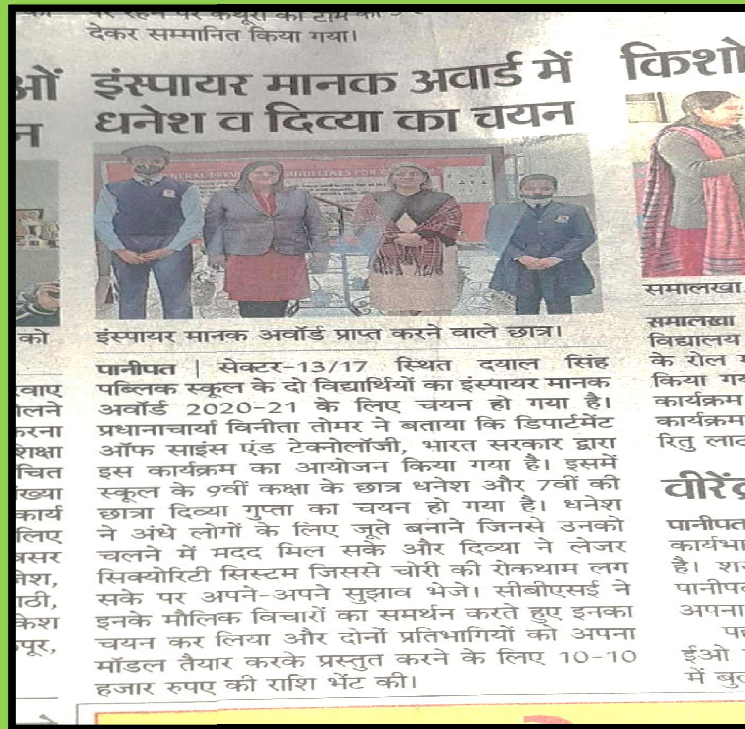 देकर सम्मानित किया गया।
इंस्पायर मानक अवार्ड में
धनेश व दिव्या का चयन
इंस्पायर मानक अवॉर्ड प्राप्त करने वाले छात्र।
पानीपत | सेक्टर-13/17 स्थित दयाल सिंह
पब्लिक स्कूल के दो विद्यार्थियों का इंस्पायर मानक
अवॉर्ड 2020-21 के लिए चयन हो गया है।
प्रधानाचार्या विनीता तोमर ने बताया कि डिपार्टमेंट
ऑफ साइंस एंड टेक्नोलॉजी, भारत सरकार द्वारा
इस कार्यक्रम का आयोजन किया गया है। इसमें
स्कूल के 9वीं कक्षा के छात्र धनेश और 7वीं की
छात्रा दिव्या गुप्ता का चयन हो गया है। धनेश
ने अंधे लोगों के लिए जूते बनाने जिनसे उनको
चलने में मदद मिल सके और दिव्या ने लेजर
सिक्योरिटी सिस्टम जिससे चोरी की रोकथाम लग
सके पर अपने-अपने सुझाव भेजे। सीबीएसई ने
इनके मौलिक विचारों का समर्थन करते हुए इनका
चयन कर लिया और दोनों प्रतिभागियों को अपना
मॉडल तैयार करके प्रस्तुत करने के लिए 10-10
हजार रुपए की राशि भेंट की।
समालखा
समालखा
विद्यालय
के रोल
किया
कार्यक्रम
कार्यक्रम
रितु
पानीपत
है।
अपना
ईओ
में